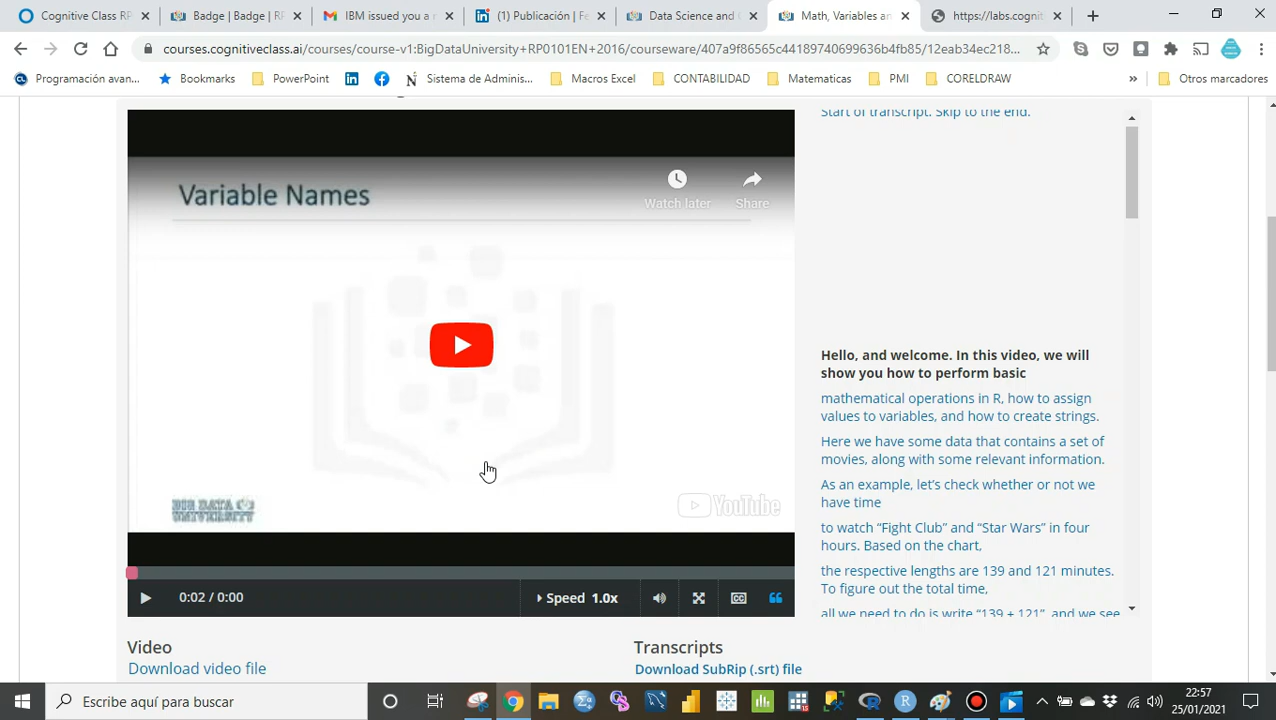 Cognitive Class
Badge | Badge | RP
IBM issued you a n
(1) Publicación | Fe
Data Science and C
Math, Variables an
https://labs.cogniti
courses.cognitiveclass.ai/courses/course-v1:BigDataUniversity+RP0101EN+2016/courseware/407a9f86565c44189740699636b4fb85/12eab34ec218...
Programación avan...
Bookmarks
PowerPoint
Sistema de Adminis...
Macros Excel
CONTABILIDAD
Matematicas
PMI
CORELDRAW
»
Otros marcadores
Start of transcript. Skip to the end.
Variable Names
Watch later
Share
Hello, and welcome. In this video, we will
show you how to perform basic
mathematical operations in R, how to assign
values to variables, and how to create strings.
Here we have some data that contains a set of
movies, along with some relevant information.
As an example, let's check whether or not we
have time
to watch “Fight Club” and “Star Wars” in four
hours. Based on the chart,
the respective lengths are 139 and 121 minutes.
To figure out the total time,
all we need to do is write “139 + 121”, and we see
BIG DATA
UNIVERSITY
YouTube
0:02 / 0:00
Speed 1.0x
CC
Video
Transcripts
Download video file
Download SubRip (.srt) file
Escribe aquí para buscar
22:57
25/01/2021